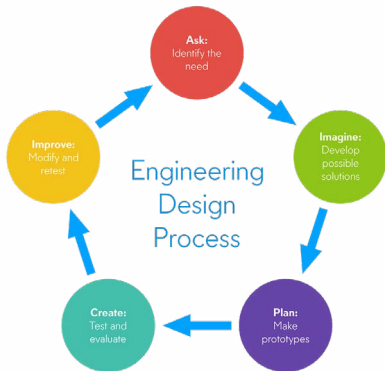 Ask:
Identify the
need
Imagine:
Develop
possible
solutions
Plan:
Make
prototypes
Create:
Test and
evaluate
Improve:
Modify and
retest
Engineering
Design
Process